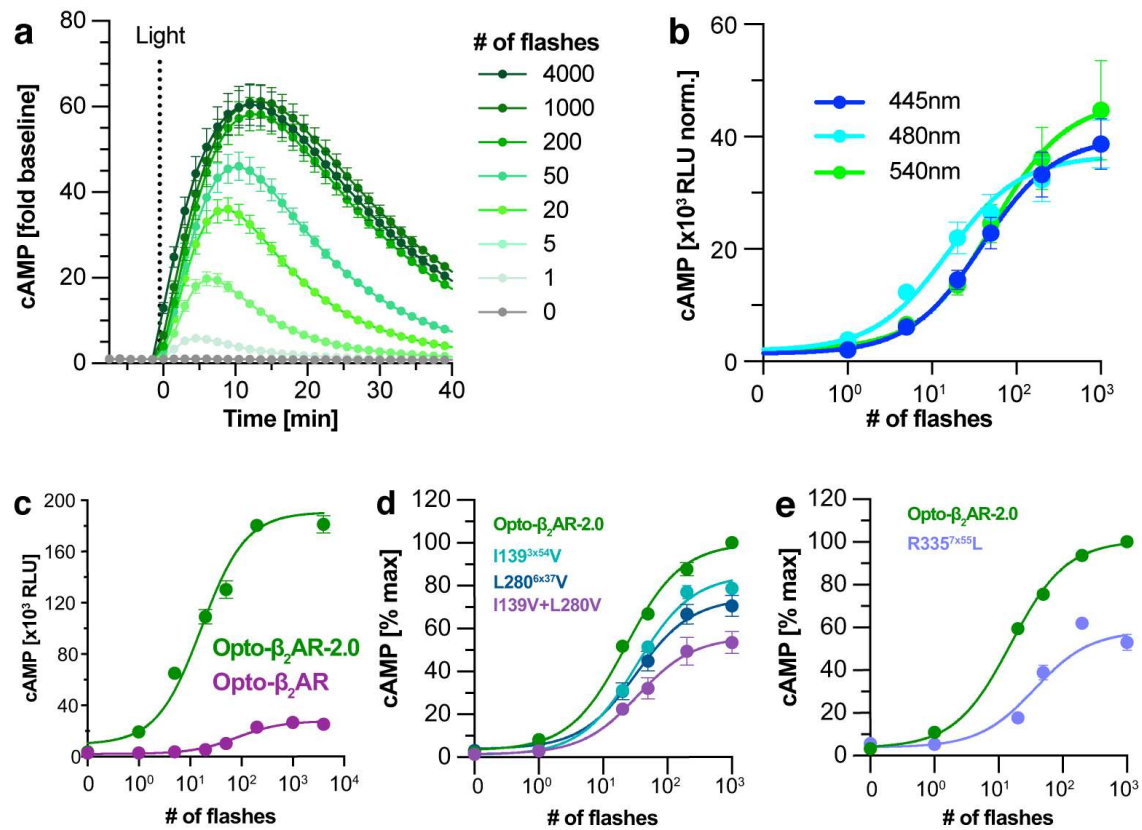 a
Light
cAMP [fold baseline]
80
60
40
20
0
0
10
20
30
40
Time [min]
# of flashes
4000
1000
200
50
20
5
1
0
b
cAMP [x10³ RLU norm.]
60
40
20
0
445nm
480nm
540nm
0
10⁰
10¹
10²
10³
# of flashes
c
cAMP [x10³ RLU]
200
160
120
80
40
0
Opto-β₂AR-2.0
Opto-β₂AR
0
10⁰
10¹
10²
10³
10⁴
# of flashes
d
cAMP [% max]
120
100
80
60
40
20
0
Opto-β₂AR-2.0
I139³ˣ⁵⁴V
L280⁶ˣ³⁷V
I139V+L280V
0
10⁰
10¹
10²
10³
# of flashes
e
cAMP [% max]
120
100
80
60
40
20
0
Opto-β₂AR-2.0
R335⁷ˣ⁵⁵L
0
10⁰
10¹
10²
10³
# of flashes